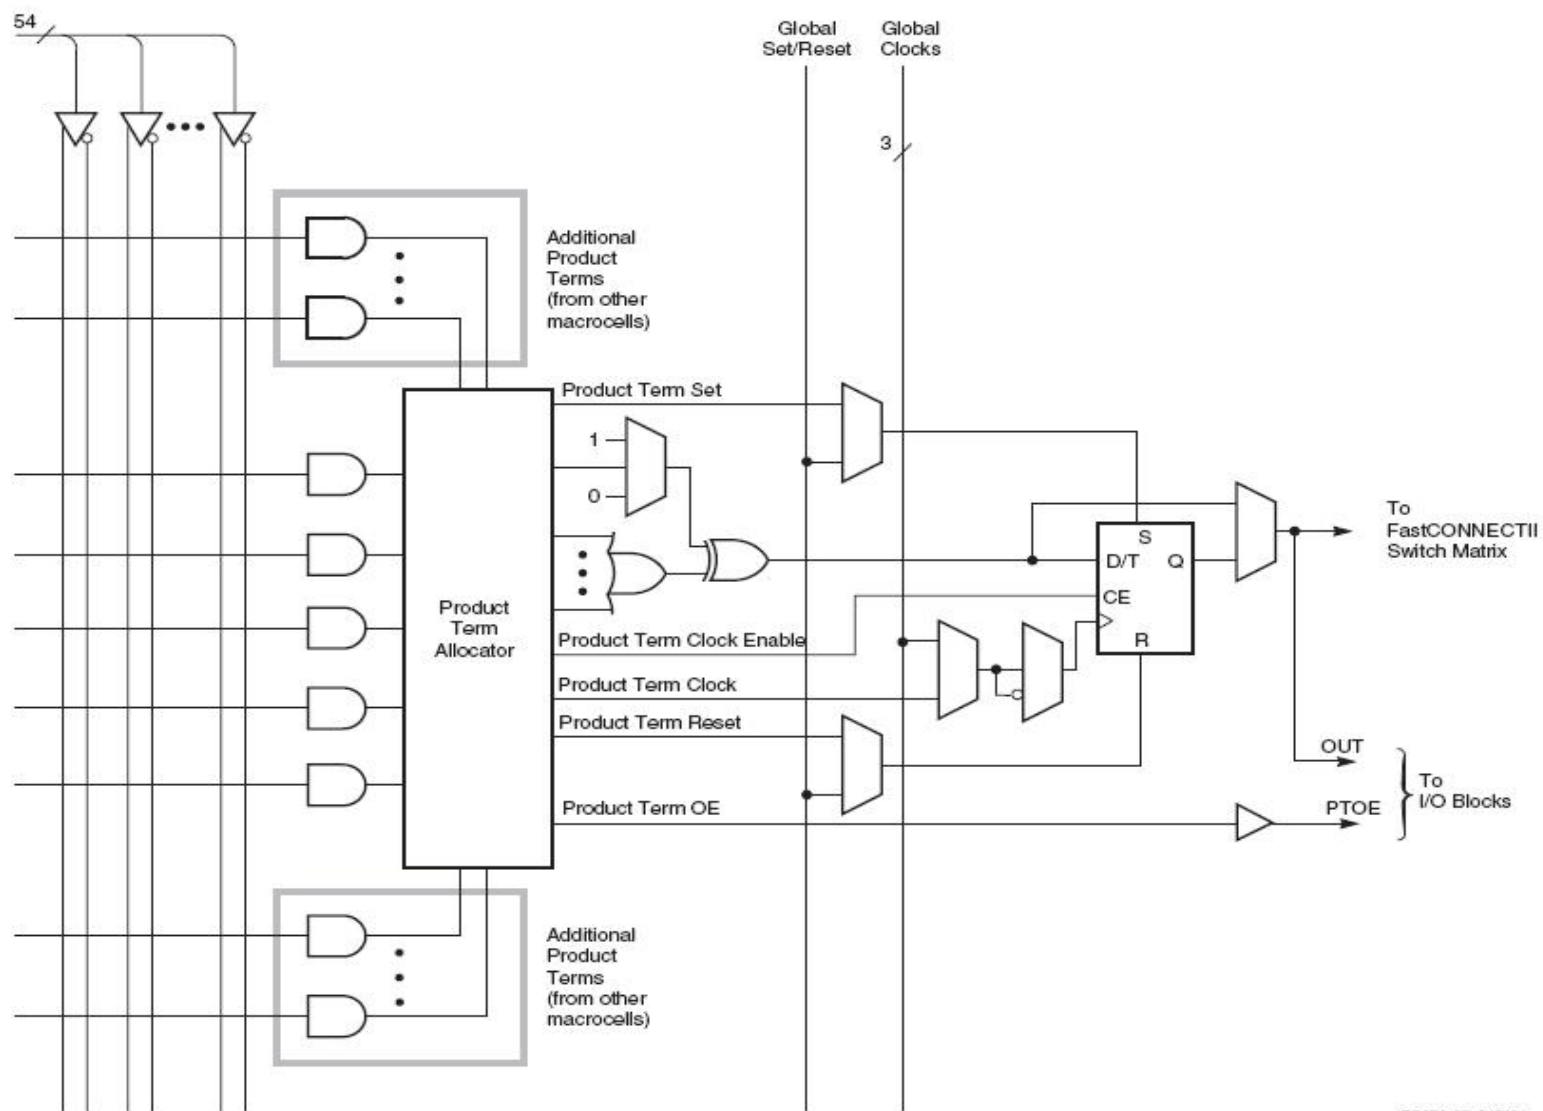 54
Global
Set/Reset
Global
Clocks
3
Additional
Product
Terms
(from other
macrocells)
Product Term Set
1
0
Product
Term
Allocator
S
D/T
Q
CE
R
To
FastCONNECTII
Switch Matrix
Product Term Clock Enable
Product Term Clock
Product Term Reset
Product Term OE
OUT
PTOE
To
I/O Blocks
Additional
Product
Terms
(from other
macrocells)